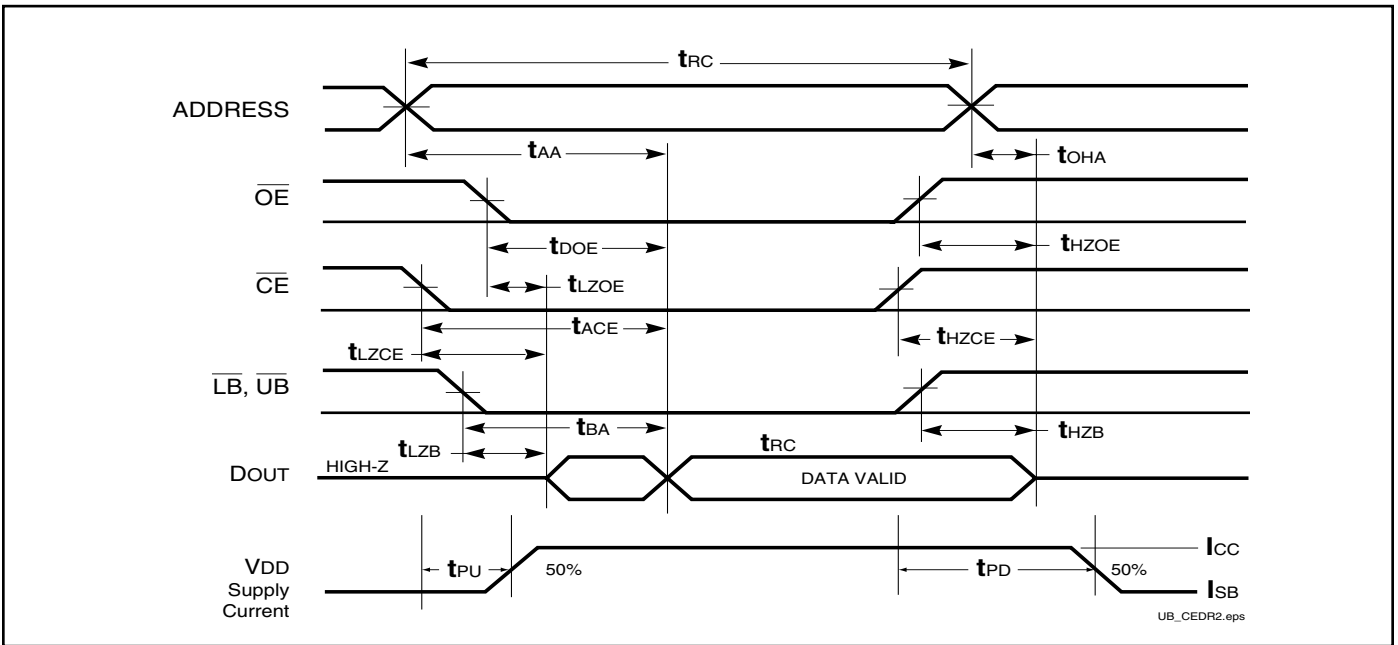 tRC
ADDRESS
tAA
tOHA
OE
tDOE
tHZOE
CE
tLZOE
tACE
tHZCE
tLZCE
LB, UB
tBA
tHZB
tLZB
tRC
DOUT
HIGH-Z
DATA VALID
ICC
VDD
tPU
50%
tPD
50%
Supply
ISB
Current
UB_CEDR2.eps